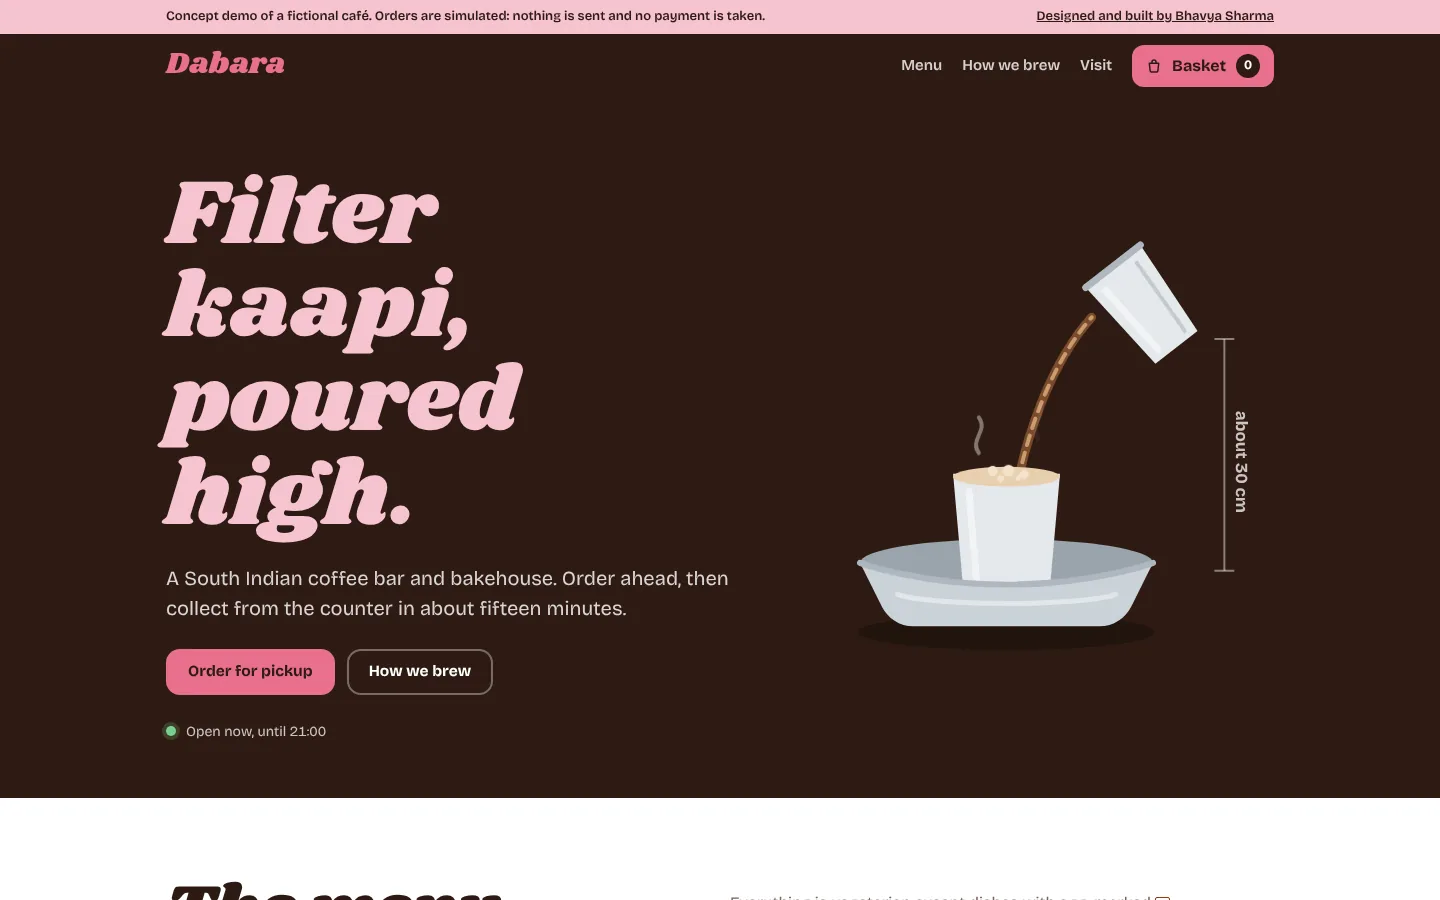 Concept demo of a fictional café. Orders are simulated: nothing is sent and no payment is taken.
Designed and built by Bhavya Sharma
Dabara
Menu
How we brew
Visit
Basket 0
Filter
kaapi,
poured
high.
about 30 cm
A South Indian coffee bar and bakehouse. Order ahead, then
collect from the counter in about fifteen minutes.
Order for pickup
How we brew
Open now, until 21:00
The menu